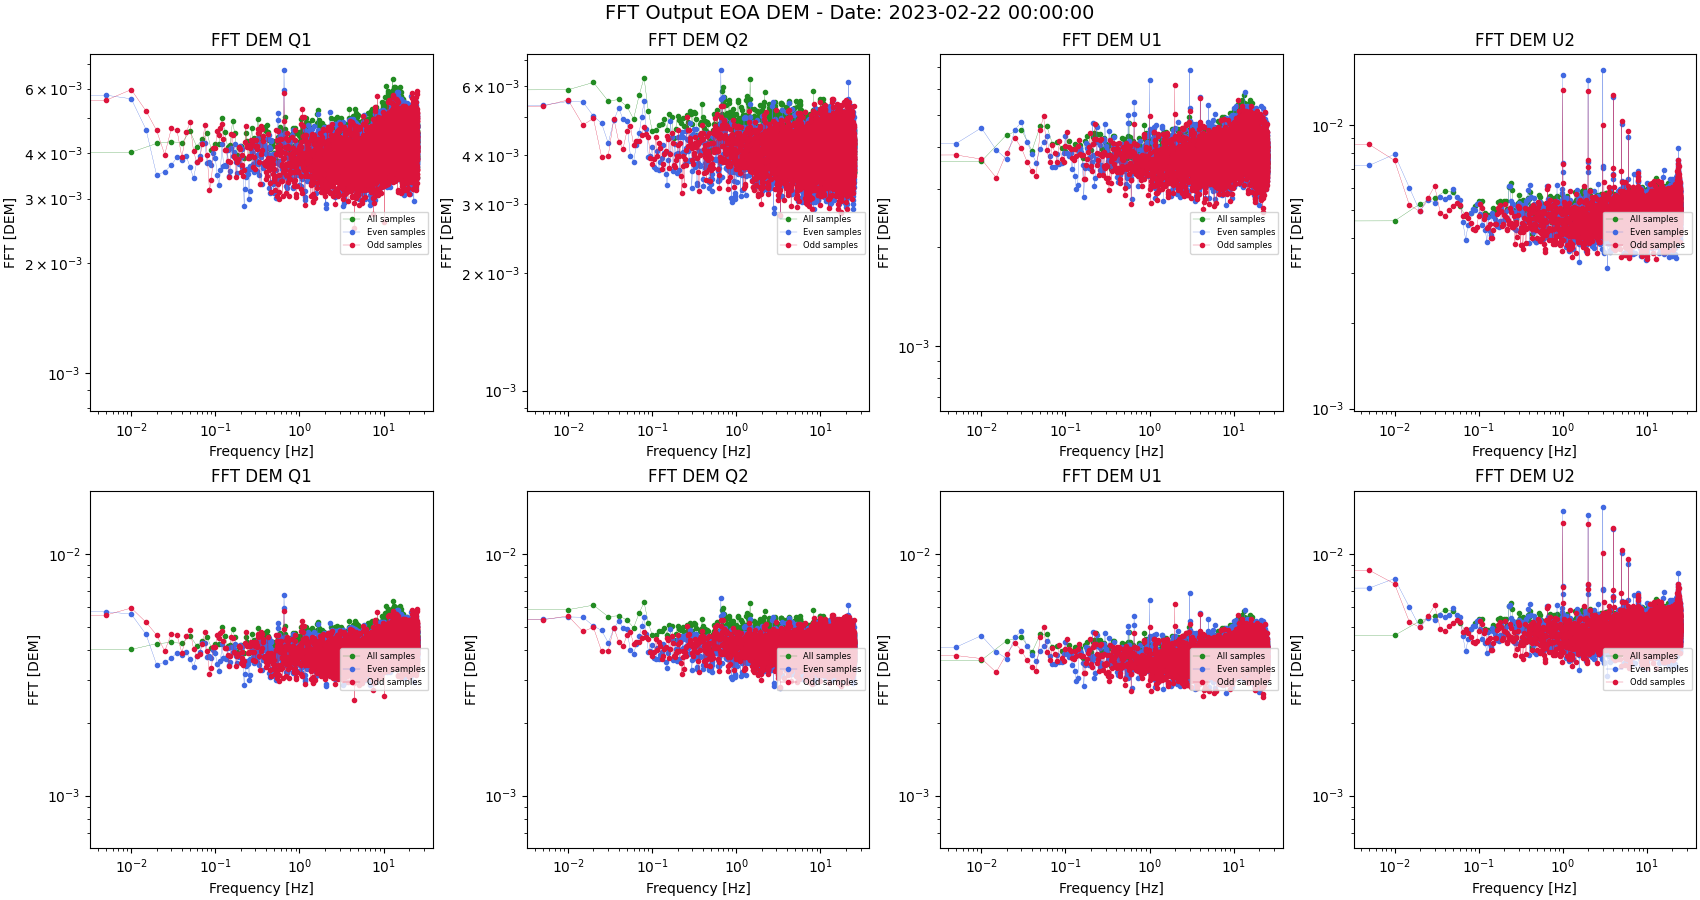 FFT Output EOA DEM - Date: 2023-02-22 00:00:00
FFT DEM Q1
FFT [DEM]
6 × 10⁻³
4 × 10⁻³
3 × 10⁻³
2 × 10⁻³
10⁻³
All samples
Even samples
Odd samples
10⁻² 10⁻¹ 10⁰ 10¹
Frequency [Hz]
FFT DEM Q2
FFT [DEM]
6 × 10⁻³
4 × 10⁻³
3 × 10⁻³
2 × 10⁻³
10⁻³
All samples
Even samples
Odd samples
10⁻² 10⁻¹ 10⁰ 10¹
Frequency [Hz]
FFT DEM U1
FFT [DEM]
10⁻³
All samples
Even samples
Odd samples
10⁻² 10⁻¹ 10⁰ 10¹
Frequency [Hz]
FFT DEM U2
FFT [DEM]
10⁻²
10⁻³
All samples
Even samples
Odd samples
10⁻² 10⁻¹ 10⁰ 10¹
Frequency [Hz]
FFT DEM Q1
FFT [DEM]
10⁻²
10⁻³
All samples
Even samples
Odd samples
10⁻² 10⁻¹ 10⁰ 10¹
Frequency [Hz]
FFT DEM Q2
FFT [DEM]
10⁻²
10⁻³
All samples
Even samples
Odd samples
10⁻² 10⁻¹ 10⁰ 10¹
Frequency [Hz]
FFT DEM U1
FFT [DEM]
10⁻²
10⁻³
All samples
Even samples
Odd samples
10⁻² 10⁻¹ 10⁰ 10¹
Frequency [Hz]
FFT DEM U2
FFT [DEM]
10⁻²
10⁻³
All samples
Even samples
Odd samples
10⁻² 10⁻¹ 10⁰ 10¹
Frequency [Hz]